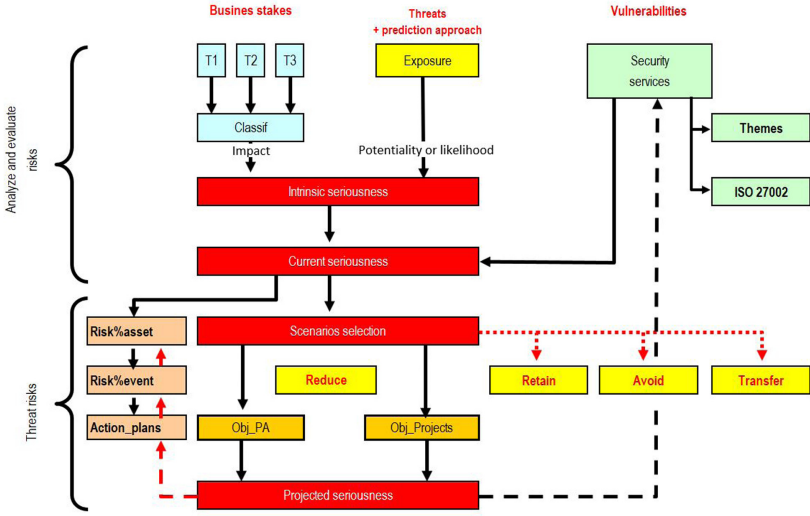 Busines stakes
Threats
+ prediction approach
Vulnerabilities
T1
T2
T3
Exposure
Security
services
Classif
Themes
Impact
Potentiality or likelihood
Intrinsic seriousness
ISO 27002
Analyze and evaluate
risks
Current seriousness
Risk%asset
Scenarios selection
Risk%event
Reduce
Retain
Avoid
Transfer
Threat risks
Action_plans
Obj_PA
Obj_Projects
Projected seriousness